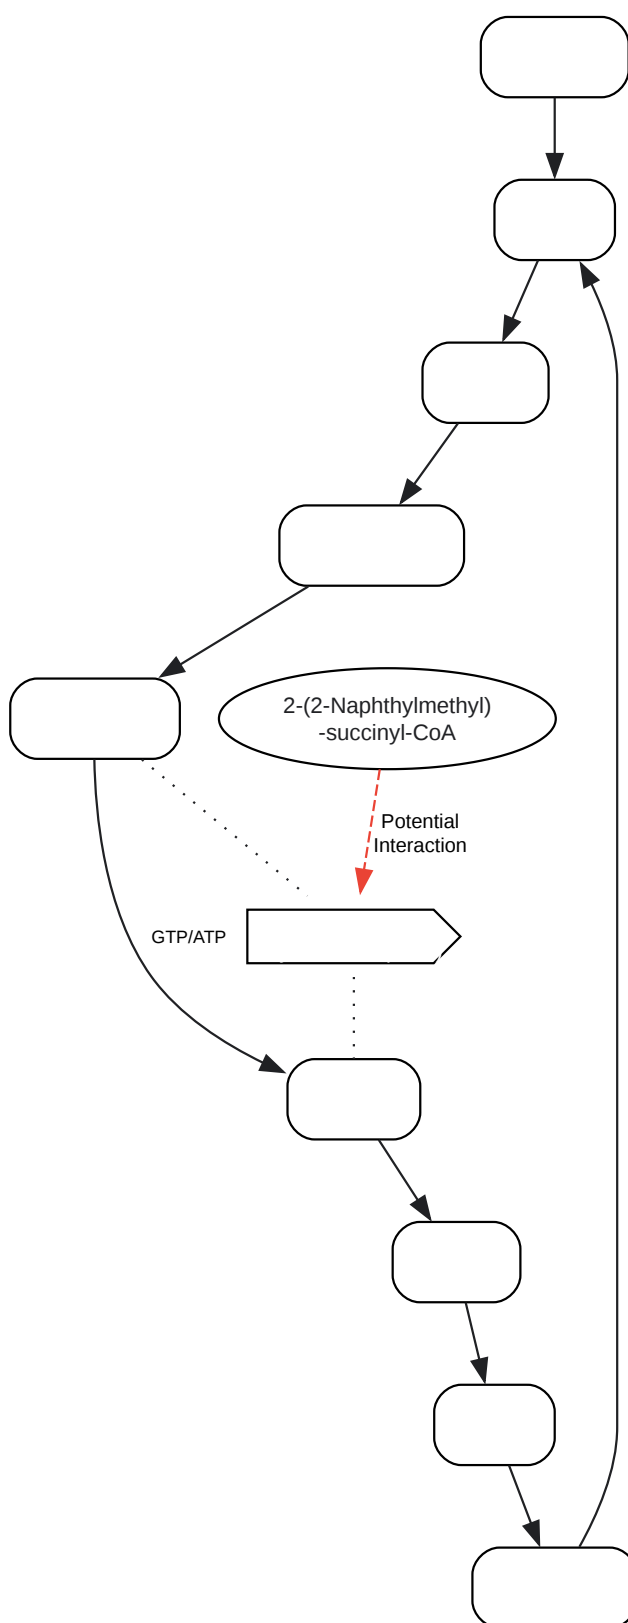 2-(2-Naphthylmethyl)
-succinyl-CoA
Potential
Interaction
GTP/ATP